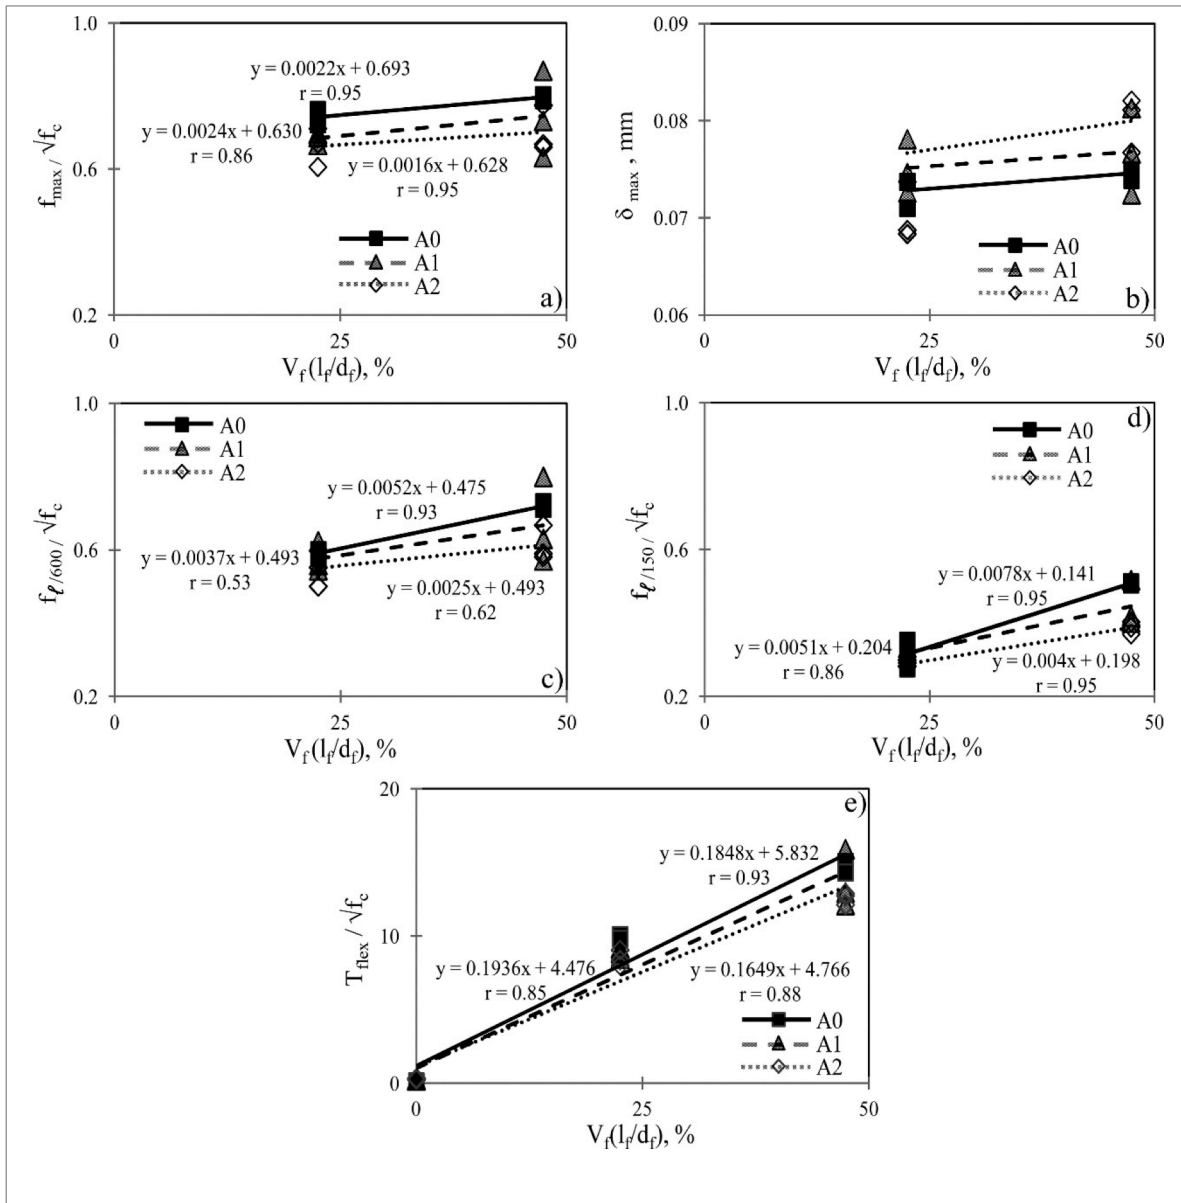 1.0
y = 0.0022x + 0.693
r = 0.95
y = 0.0024x + 0.630
r = 0.86
0.6
y = 0.0016x + 0.628
r = 0.95
A0
A1
A2
a)
0.2
0
25
50
f_max / √f_c
V_f (l_f/d_f), %
0.09
0.08
0.07
0.06
δ_max , mm
A0
A1
A2
b)
0
25
50
V_f (l_f/d_f), %
1.0
A0
A1
A2
y = 0.0052x + 0.475
r = 0.93
0.6
y = 0.0037x + 0.493
r = 0.53
y = 0.0025x + 0.493
r = 0.62
c)
0.2
0
25
50
f_ℓ/600 / √f_c
V_f (l_f/d_f), %
1.0
d)
A0
A1
A2
0.6
y = 0.0078x + 0.141
r = 0.95
y = 0.0051x + 0.204
r = 0.86
y = 0.004x + 0.198
r = 0.95
0.2
0
25
50
f_ℓ/150 / √f_c
V_f (l_f/d_f), %
20
e)
y = 0.1848x + 5.832
r = 0.93
10
y = 0.1936x + 4.476
r = 0.85
y = 0.1649x + 4.766
r = 0.88
A0
A1
A2
0
0
25
50
T_flex / √f_c
V_f (l_f/d_f), %